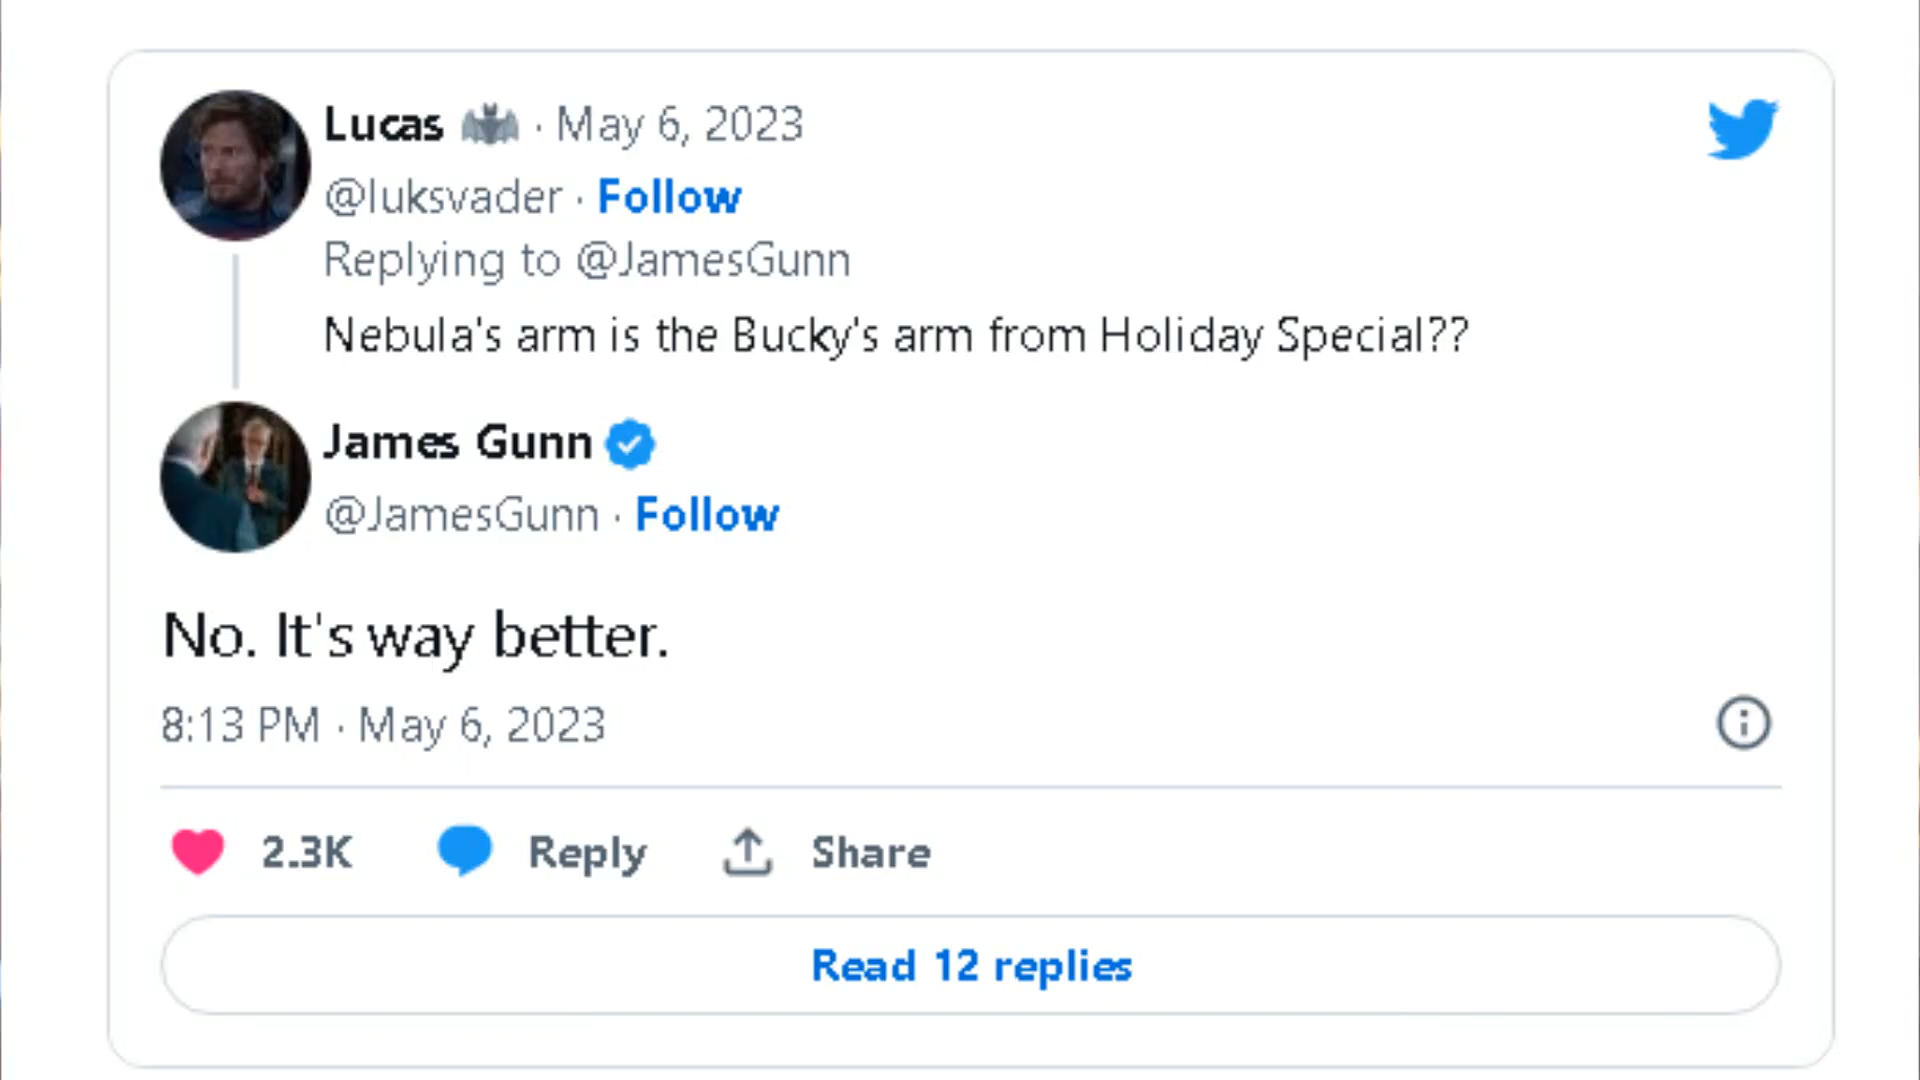 Lucas 🦇 · May 6, 2023
@luksvader · Follow
Replying to @JamesGunn
Nebula's arm is the Bucky's arm from Holiday Special??
James Gunn
@JamesGunn · Follow
No. It's way better.
8:13 PM · May 6, 2023
2.3K Reply Share
Read 12 replies